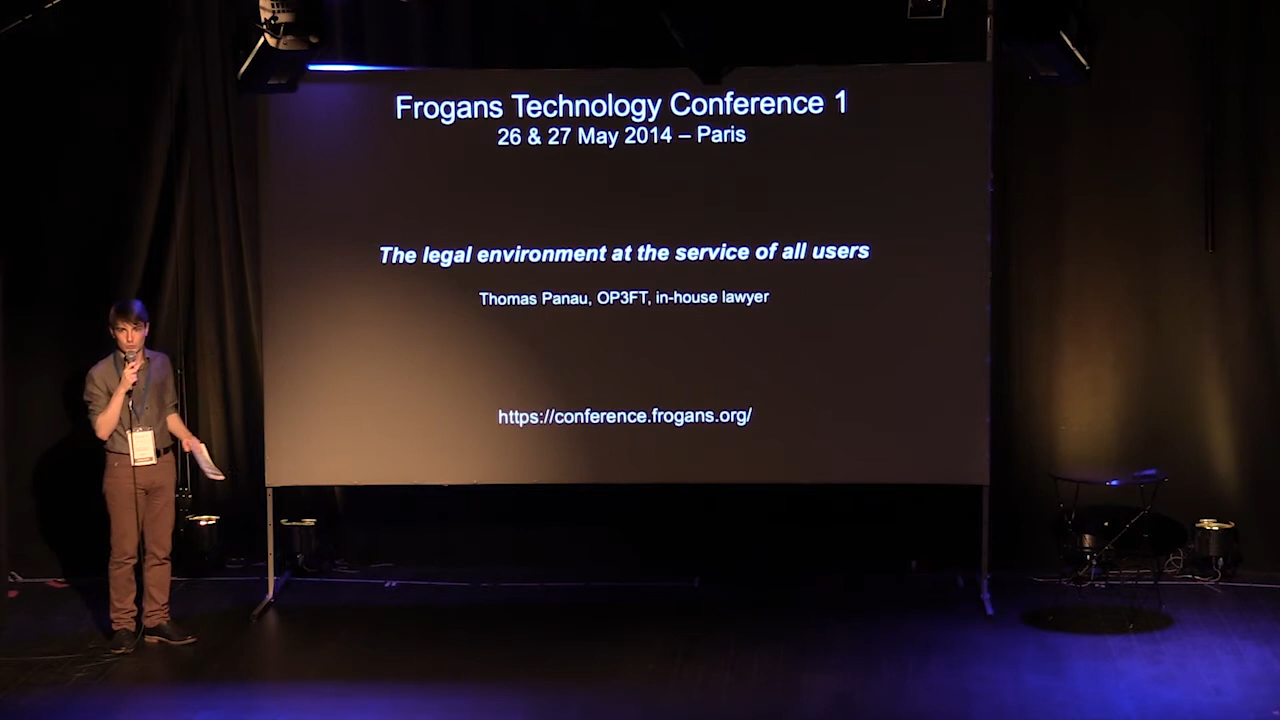 Frogans Technology Conference 1
26 & 27 May 2014 – Paris
The legal environment at the service of all users
Thomas Panau, OP3FT, in-house lawyer
https://conference.frogans.org/